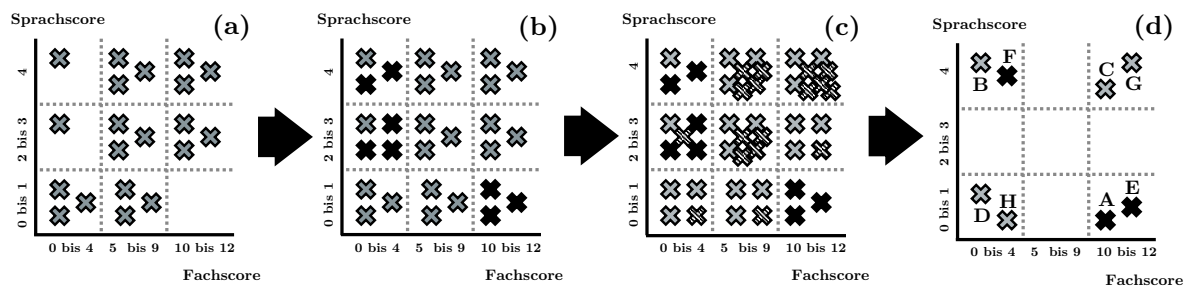 Sprachscore
(a)
4
2 bis 3
0 bis 1
0 bis 4
5 bis 9
10 bis 12
Fachscore
Sprachscore
(b)
4
2 bis 3
0 bis 1
0 bis 4
5 bis 9
10 bis 12
Fachscore
Sprachscore
(c)
4
2 bis 3
0 bis 1
0 bis 4
5 bis 9
10 bis 12
Fachscore
Sprachscore
(d)
4
2 bis 3
0 bis 1
F
B
C
G
D
H
A
E
0 bis 4
5 bis 9
10 bis 12
Fachscore